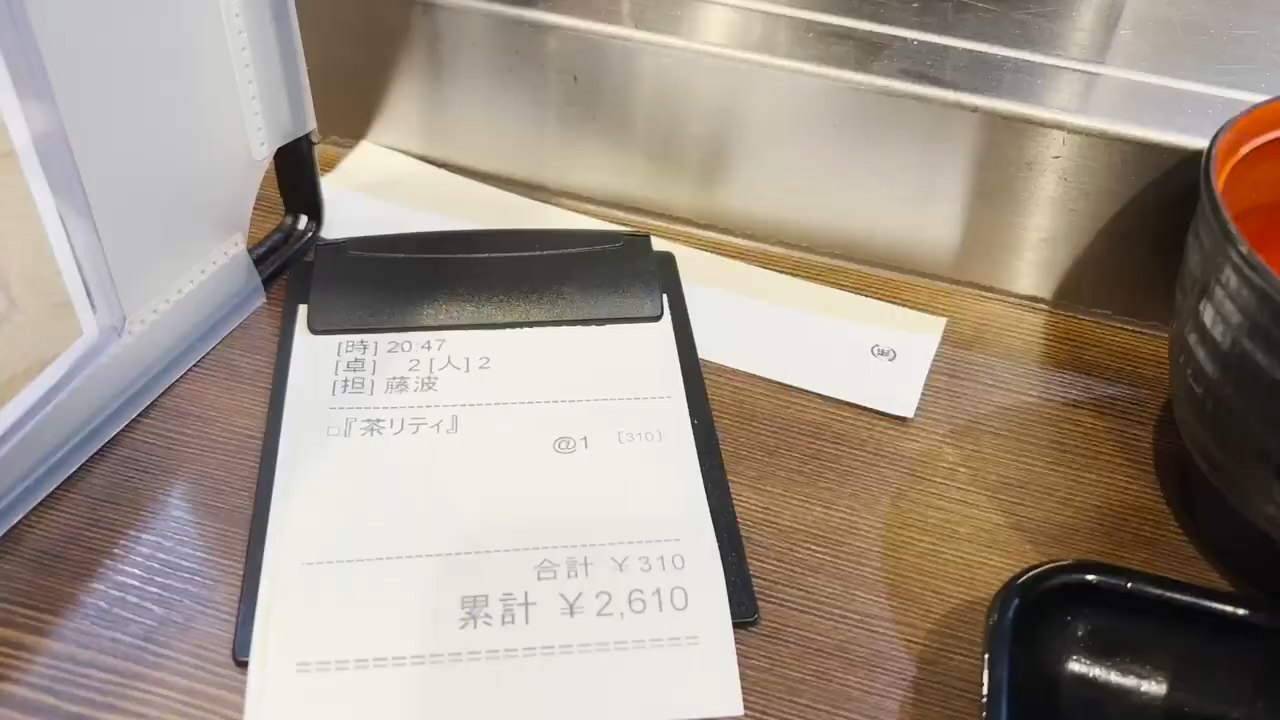 [時] 20:47
[卓] 2 [人] 2
[担] 藤波
□『茶リティ』
@1 [310]
合計 ¥310
累計 ¥2,610